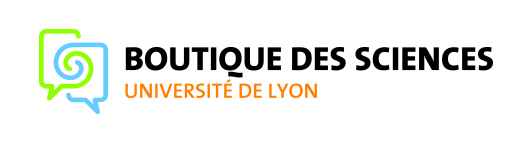 BOUTIQUE DES SCIENCES
UNIVERSITÉ DE LYON